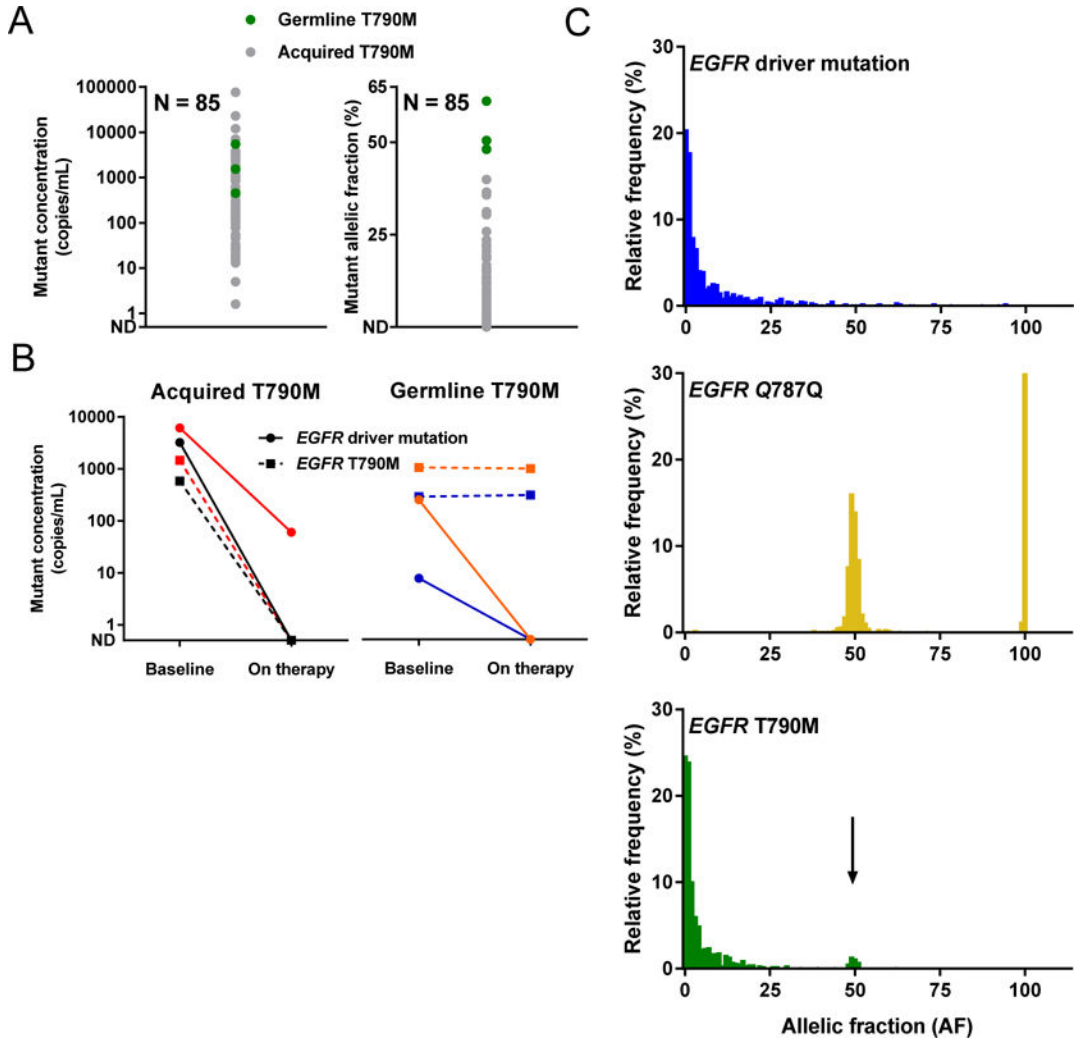 A
Germline T790M
Acquired T790M
N = 85
Mutant concentration
(copies/mL)
100000
10000
1000
100
10
1
ND
N = 85
Mutant allelic fraction (%)
65
50
25
ND
B
Acquired T790M
Germline T790M
EGFR driver mutation
EGFR T790M
Mutant concentration
(copies/mL)
10000
1000
100
10
1
ND
Baseline
On therapy
Baseline
On therapy
C
EGFR driver mutation
Relative frequency (%)
30
20
10
0
0
25
50
75
100
EGFR Q787Q
Relative frequency (%)
30
20
10
0
0
25
50
75
100
EGFR T790M
Relative frequency (%)
30
20
10
0
0
25
50
75
100
Allelic fraction (AF)